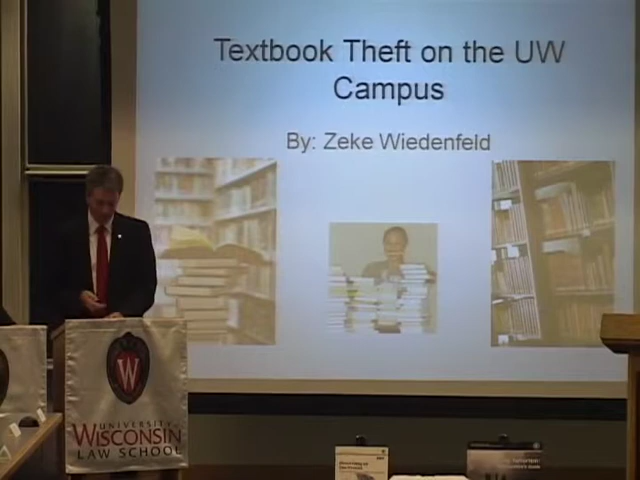 Textbook Theft on the UW
Campus
By: Zeke Wiedenfeld
W
UNIVERSITY OF
WISCONSIN
LAW SCHOOL